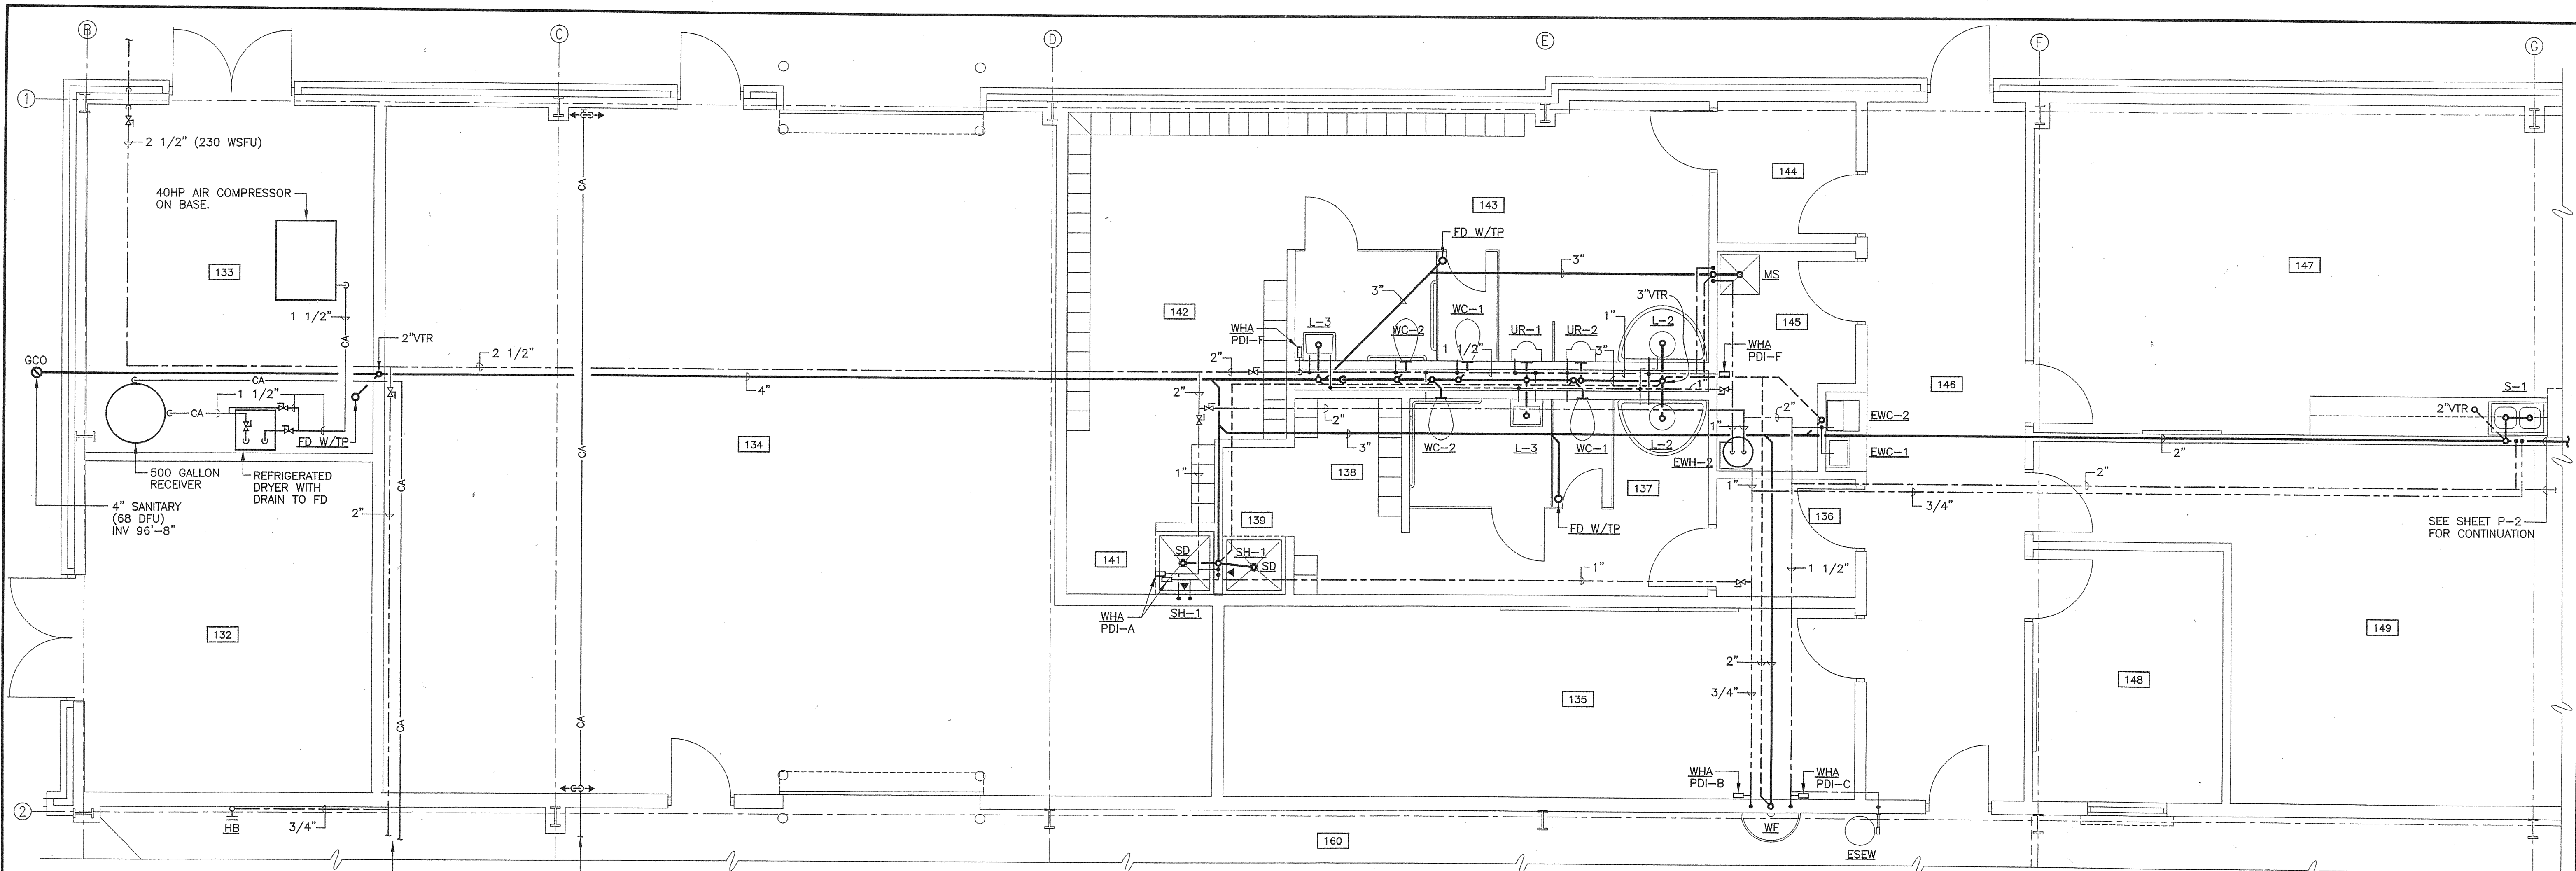 B
C
D
E
F
G
1
2 1/2" (230 WSFU)
40HP AIR COMPRESSOR
ON BASE.
133
1 1/2"
CA
2"VTR
GCO
2 1/2"
4"
CA
1 1/2"
CA
FD W/TP
500 GALLON
RECEIVER
REFRIGERATED
DRYER WITH
DRAIN TO FD
4" SANITARY
(68 DFU)
INV 96'-8"
2"
CA
CA
132
HB
3/4"
2
CA
CA
CA
134
142
143
144
FD W/TP
3"
3"
MS
3"VTR
145
L-3
WHA
PDI-F
WC-2
WC-1
UR-1
UR-2
L-2
1"
1 1/2"
3"
2"
1"
WHA
PDI-F
2"
2"
3"
138
WC-2
L-3
WC-1
L-2
137
1"
2"
EWH-2
EWC-2
EWC-1
146
147
S-1
2"VTR
2"
1"
139
FD W/TP
1"
2"
3/4"
136
SEE SHEET P-2
FOR CONTINUATION
141
SD
SH-1
SD
1"
1 1/2"
WHA
PDI-A
SH-1
135
2"
3/4"
148
149
WHA
PDI-B
WHA
PDI-C
WF
ESEW
160